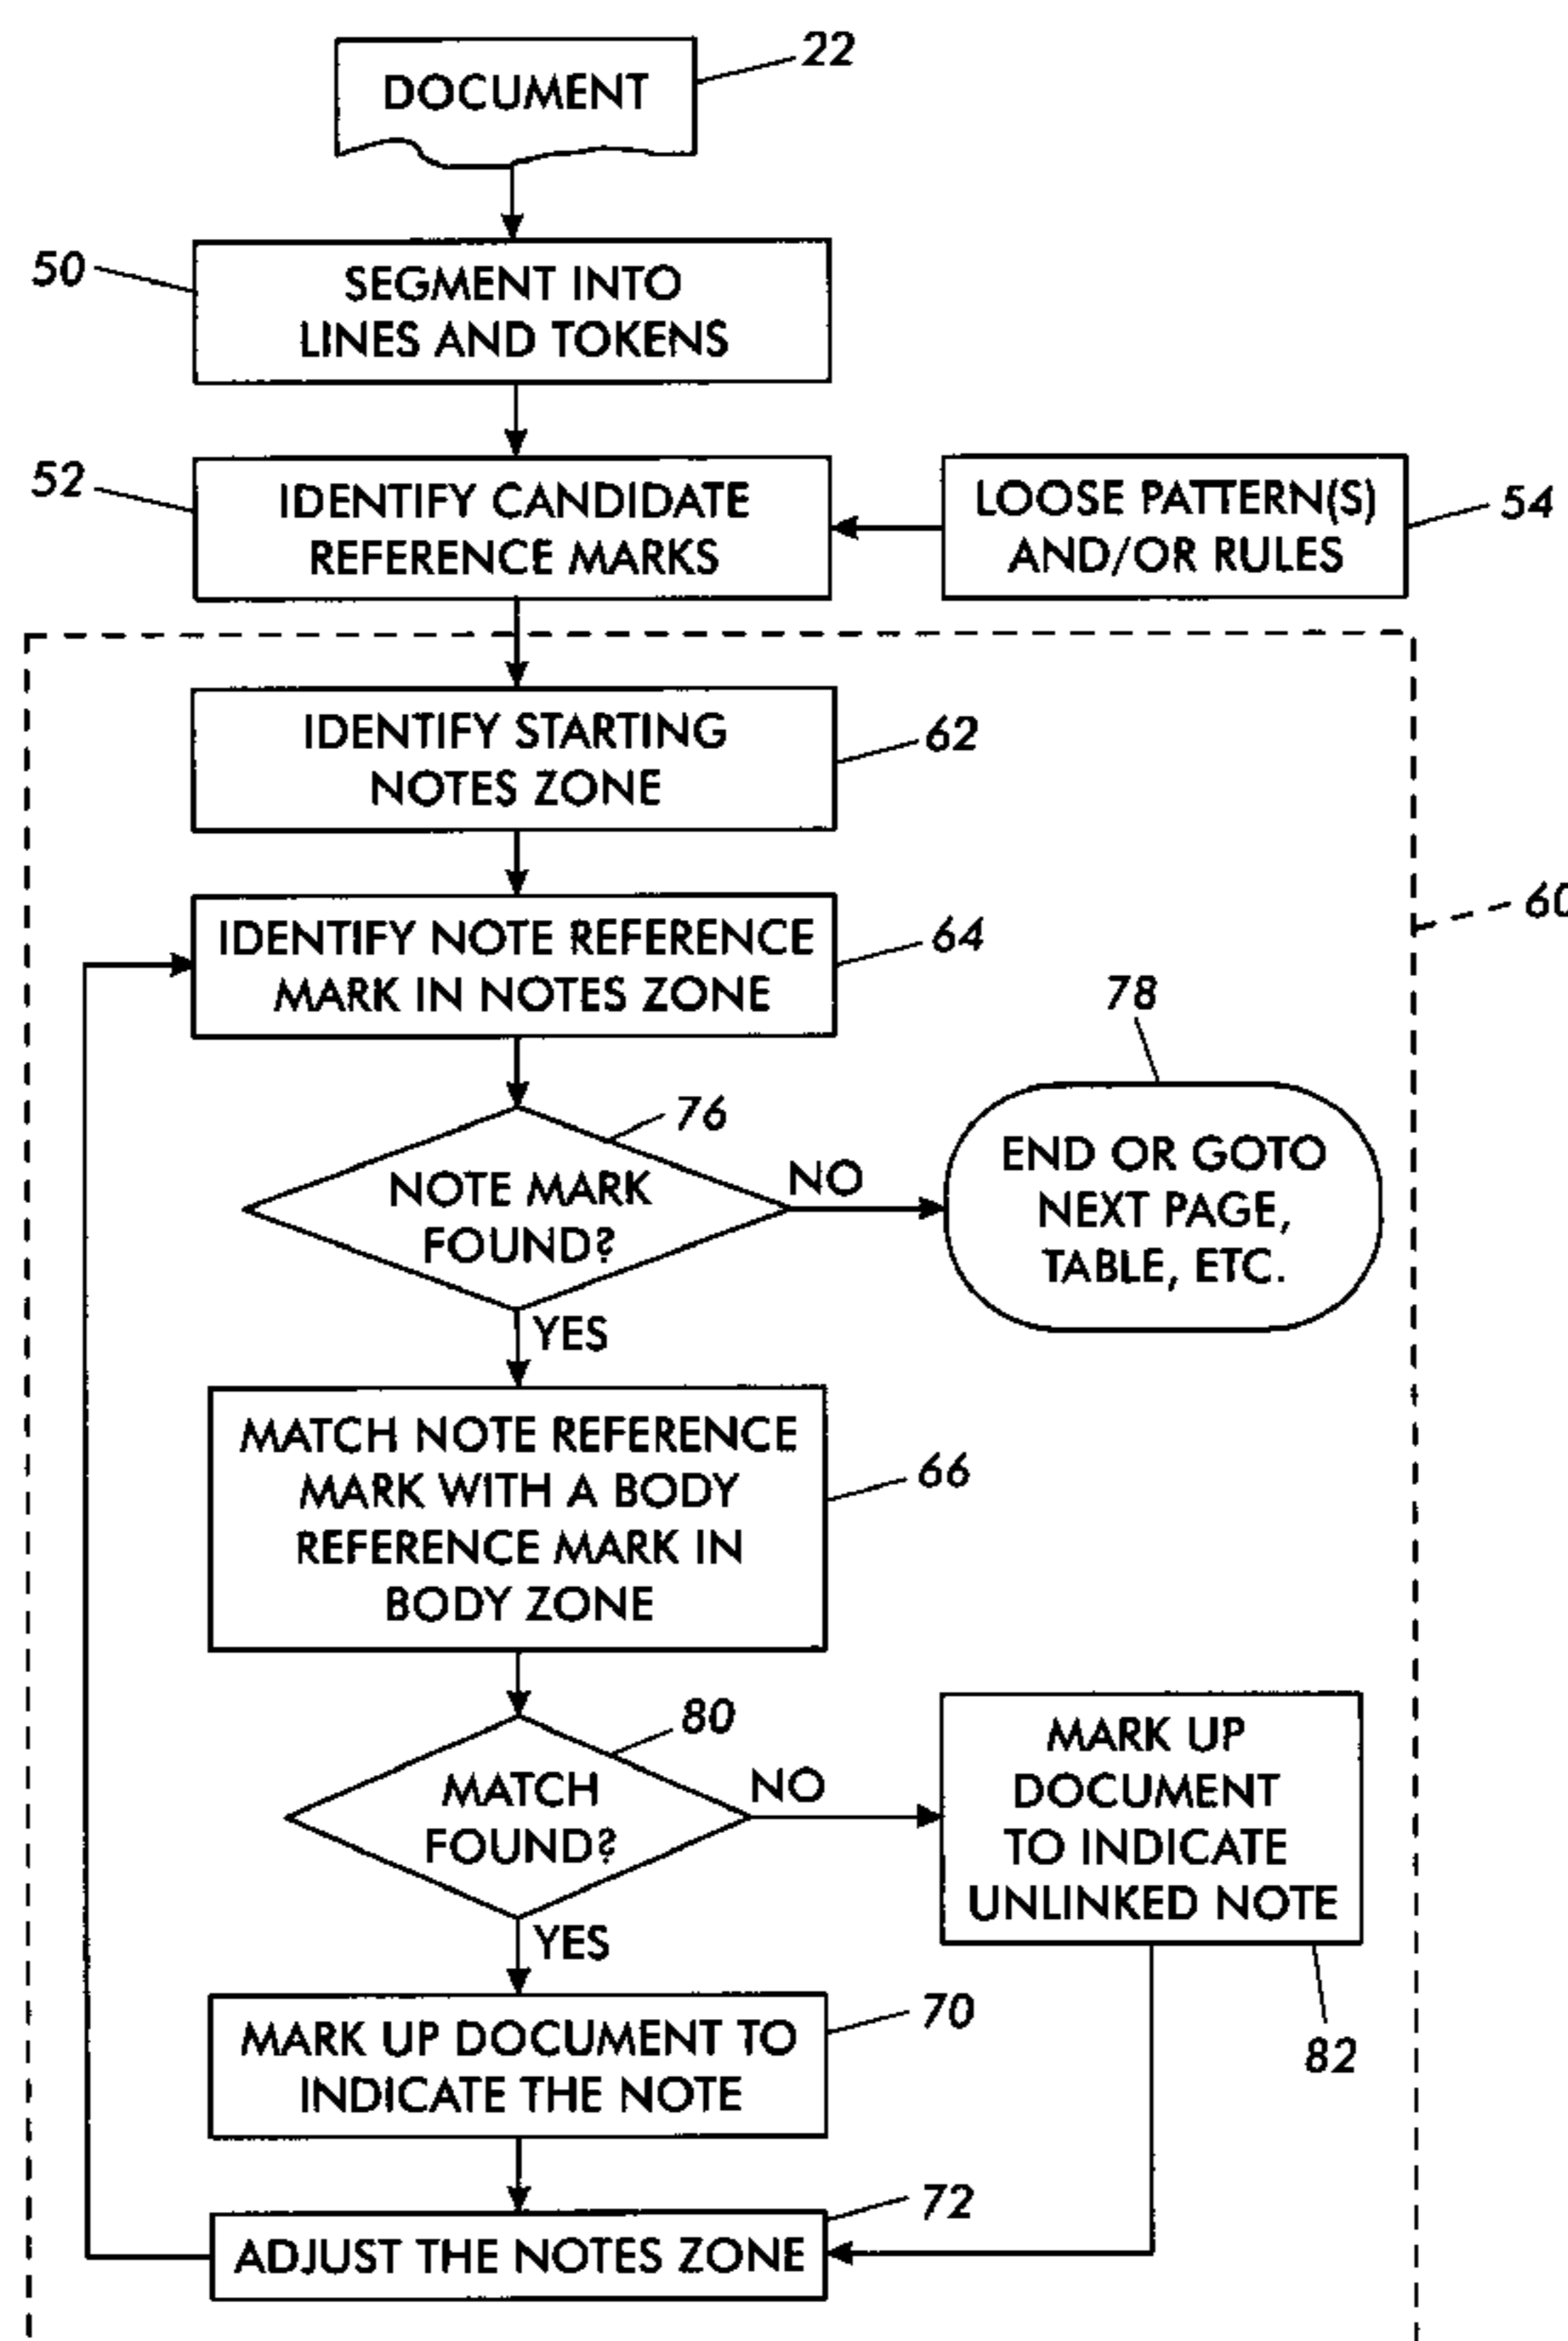 DOCUMENT
22
50
SEGMENT INTO
LINES AND TOKENS
52
IDENTIFY CANDIDATE
REFERENCE MARKS
LOOSE PATTERN(S)
AND/OR RULES
54
IDENTIFY STARTING
NOTES ZONE
62
60
IDENTIFY NOTE REFERENCE
MARK IN NOTES ZONE
64
78
76
NOTE MARK
FOUND?
NO
END OR GOTO
NEXT PAGE,
TABLE, ETC.
YES
MATCH NOTE REFERENCE
MARK WITH A BODY
REFERENCE MARK IN
BODY ZONE
66
80
MATCH
FOUND?
NO
MARK UP
DOCUMENT
TO INDICATE
UNLINKED NOTE
82
YES
MARK UP DOCUMENT TO
INDICATE THE NOTE
70
72
ADJUST THE NOTES ZONE